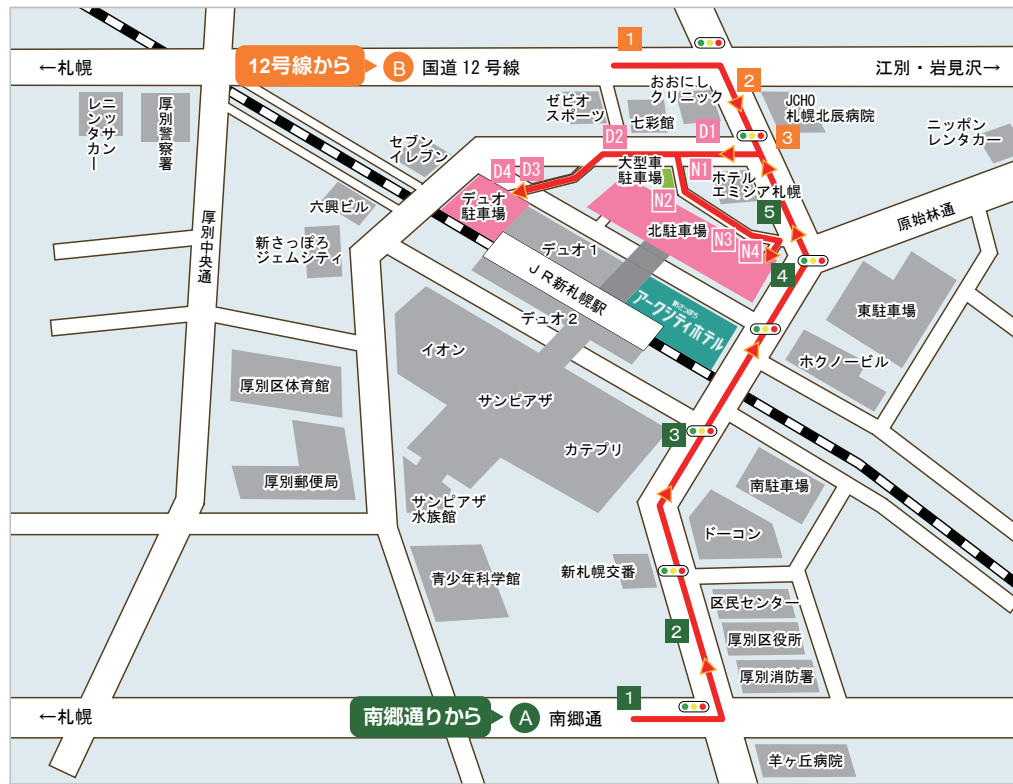 1
12号線から
B
国道12号線
←札幌
江別・岩見沢→
2
おおにし
クリニック
JCHO
札幌北辰病院
ゼビオ
スポーツ
七彩館
ニッサン
レンタカー
厚別警察署
D2
D1
3
ニッポン
レンタカー
セブン
イレブン
D4
D3
大型車
駐車場
N1
ホテル
エミシア札幌
デュオ
駐車場
N2
六興ビル
5
原始林通
新さっぽろ
ジェムシティ
北駐車場
N3
N4
厚別中央通
デュオ1
4
JR新札幌駅
新さっぽろ
アークシティホテル
東駐車場
デュオ2
イオン
ホクノービル
厚別区体育館
サンピアザ
3
カテプリ
厚別郵便局
南駐車場
サンピアザ
水族館
ドーコン
青少年科学館
新札幌交番
区民センター
2
厚別区役所
厚別消防署
1
←札幌
南郷通りから
A
南郷通
羊ヶ丘病院